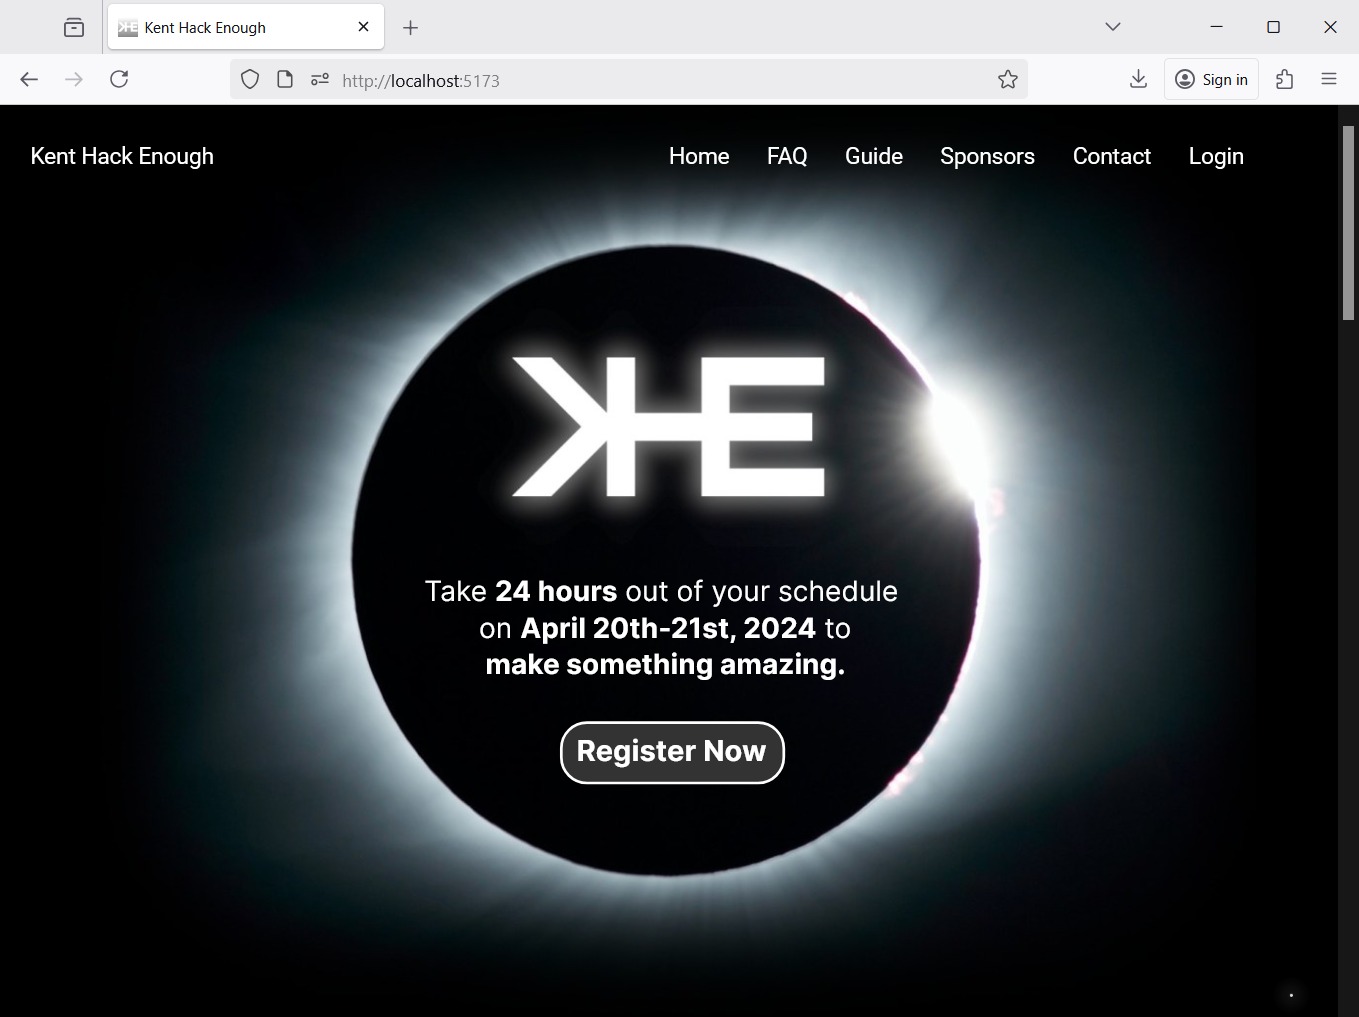 Kent Hack Enough
http://localhost:5173
Sign in
Kent Hack Enough
Home FAQ Guide Sponsors Contact Login
KHE
Take 24 hours out of your schedule
on April 20th-21st, 2024 to
make something amazing.
Register Now